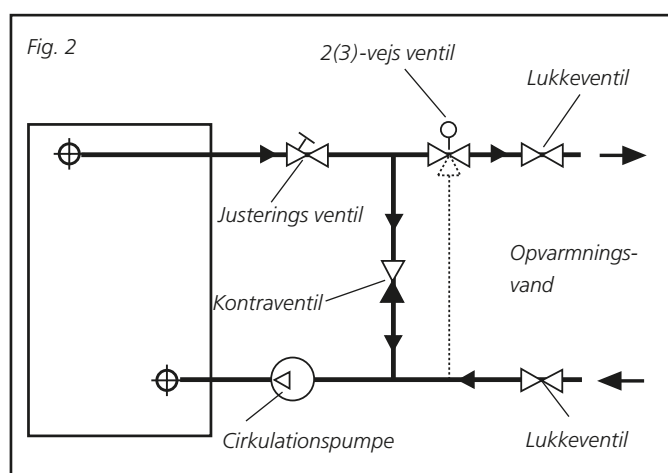 Fig. 2
2(3)-vejs ventil
Lukkeventil
Justerings ventil
Opvarmnings-
vand
Kontraventil
Cirkulationspumpe
Lukkeventil